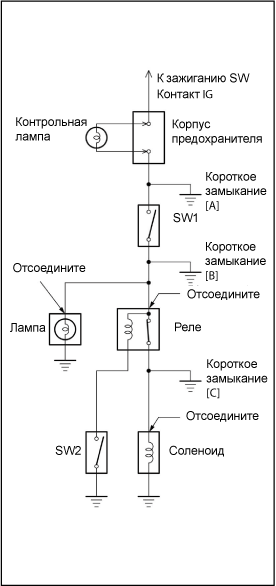 К зажиганию SW
Контакт IG
Контрольная
лампа
Корпус
предохранителя
Короткое
замыкание
[A]
SW1
Короткое
замыкание
[B]
Отсоедините
Отсоедините
Лампа
Реле
Короткое
замыкание
[C]
Отсоедините
SW2
Соленоид